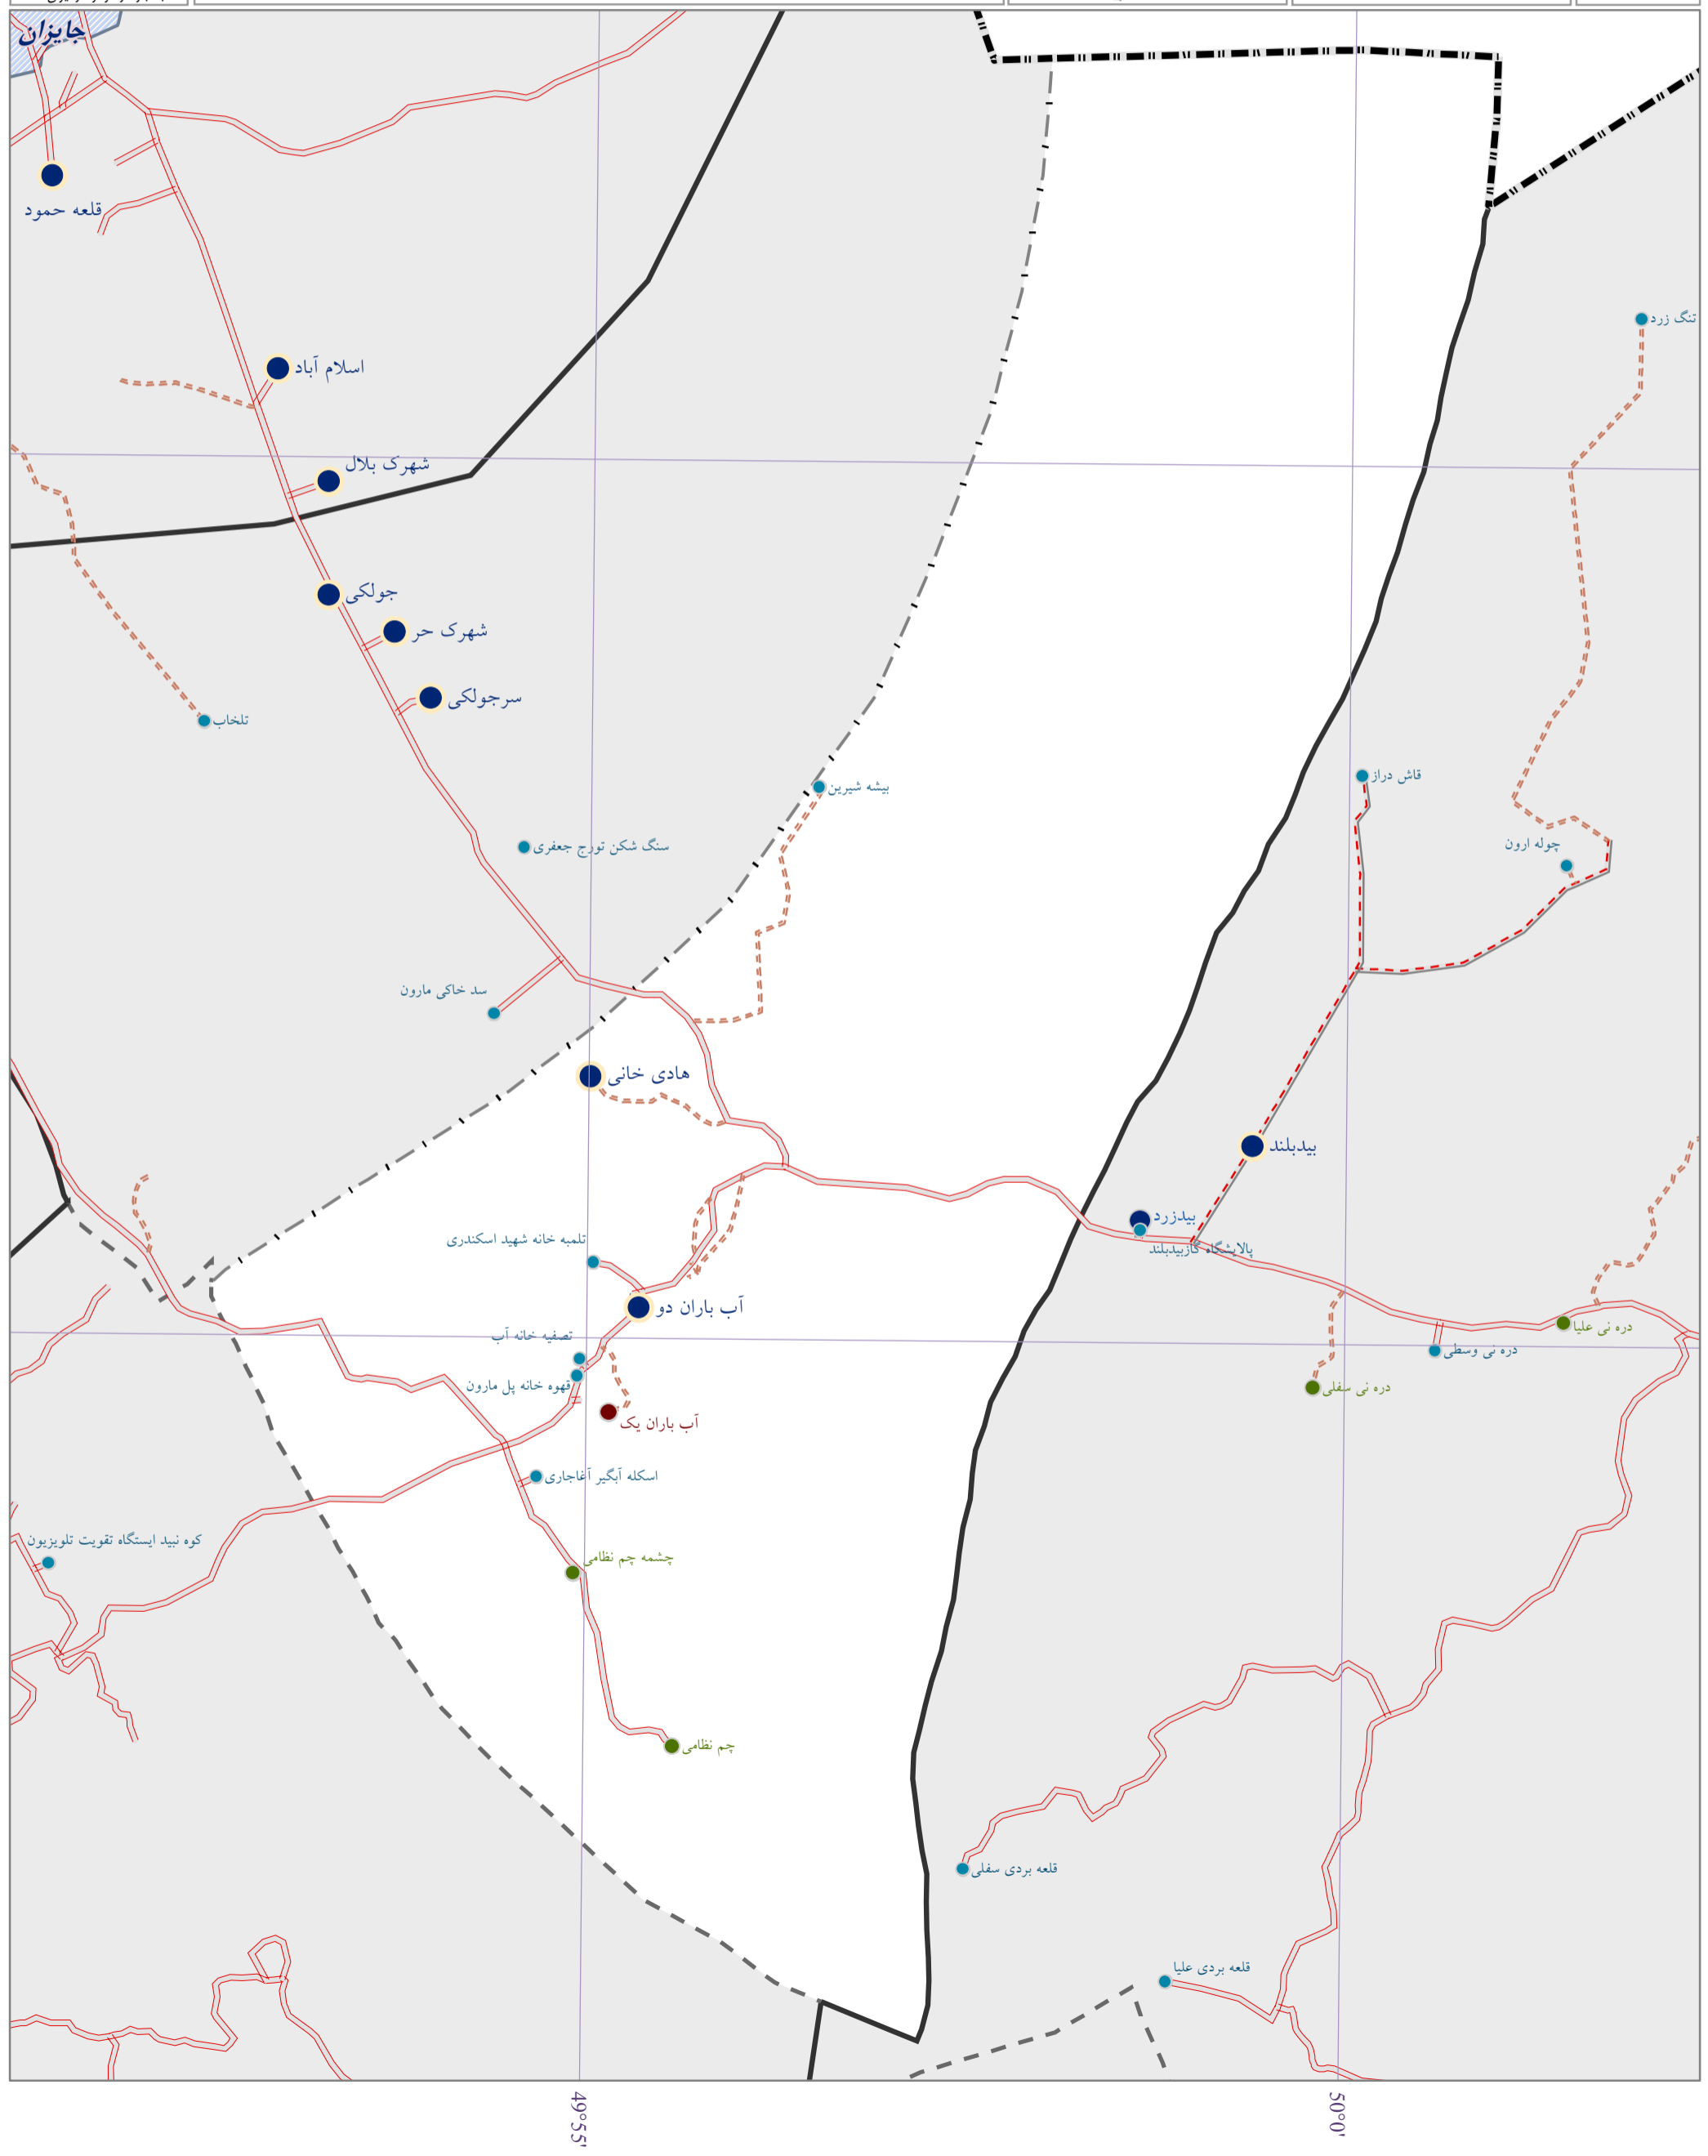 جایزان
قلعه حمود
تنگ زرد
اسلام آباد
شهرک بلال
جولکی
شهرک حر
سرجولکی
تلخاب
قاش دراز
بیشه شیرین
چوله ارون
سنگ شکن تورج جعفری
سد خاکی مارون
هادی خانی
بیدبلند
بیدزرد
پالایشگاه گازبیدبلند
تلمبه خانه شهید اسکندری
آب باران دو
دره نی علیا
تصفیه خانه آب
دره نی وسطی
قهوه خانه پل مارون
دره نی سفلی
آب باران یک
اسکله آبگیر آغاجاری
کوه نبید ایستگاه تقویت تلویزیون
چشمه چم نظامی
چم نظامی
قلعه بردی سفلی
قلعه بردی علیا
49°55'
50°0'